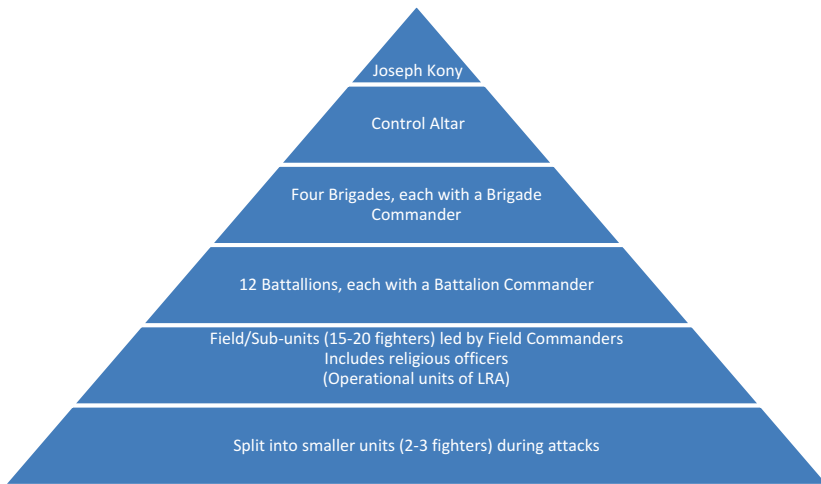 Joseph Kony
Control Altar
Four Brigades, each with a Brigade
Commander
12 Battallions, each with a Battalion Commander
Field/Sub-units (15-20 fighters) led by Field Commanders
Includes religious officers
(Operational units of LRA)
Split into smaller units (2-3 fighters) during attacks